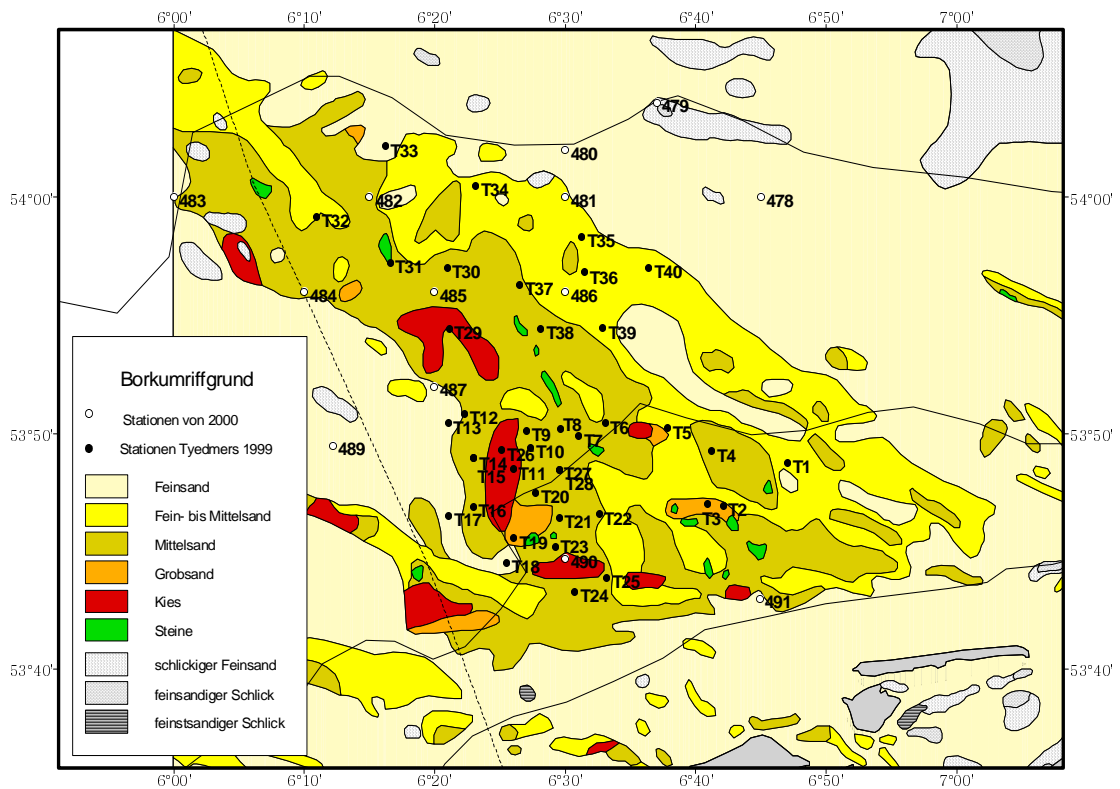 6°00' 6°10' 6°20' 6°30' 6°40' 6°50' 7°00'
479
T33
480
T34
54°00' 483 482 481 478 54°00'
T32
T35
T31 T30 T36 T40
T37
484 485 486
T29 T38 T39
Borkumriffgrund
487
Stationen von 2000
T12
T13 T8 T6
53°50' T9 T7 T5 53°50'
Stationen Tyedmers 1999
489 T26 T10 T4
T14 T1
T15 T11 T27
T28
Feinsand
T20
T16 T2
Fein- bis Mittelsand
T17 T21 T22 T3
Mittelsand
T19 T23
T18 490
Grobsand
T25
T24
Kies
491
Steine
schlickiger Feinsand
53°40' 53°40'
feinsandiger Schlick
feinstsandiger Schlick
6°00' 6°10' 6°20' 6°30' 6°40' 6°50' 7°00'